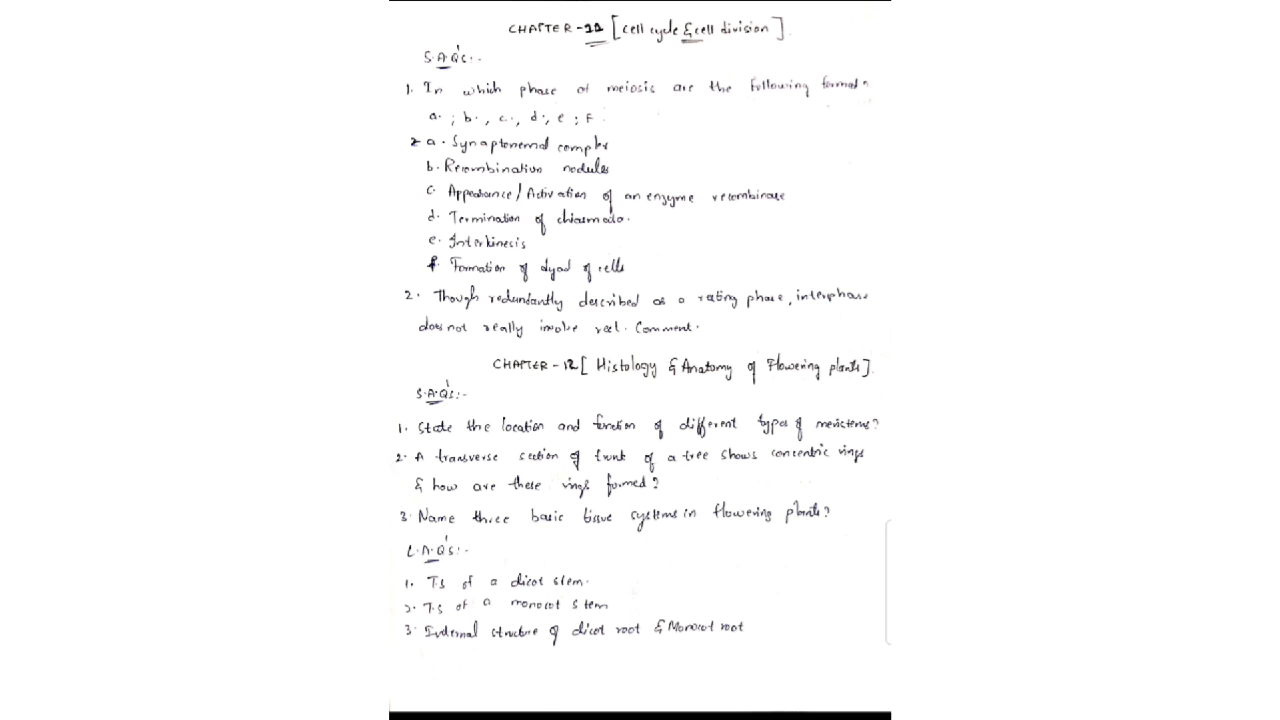 CHAPTER-11 [Cell cycle & cell division]
S.A.Q's:-
1. In which phase of meiosis are the following formed
a. ; b. , c., d., e ; f.
a. Synaptonemal complex
b. Recombination nodules
c. Appearance / Activation of an enzyme recombinase
d. Termination of chiasmata.
e. Interkinesis
f. Formation of dyad of cells
2. Though redundantly described as a resting phase, interphase
does not really involve rest. Comment.
CHAPTER-12 [Histology & Anatomy of Flowering plants].
S.A.Q's:-
1. State the location and function of different types of meristems?
2. A transverse section of trunk of a tree shows concentric rings
& how are these rings formed?
3. Name three basic tissue systems in flowering plants?
L.A.Q's:-
1. T.S of a dicot stem.
2. T.S of a monocot stem
3. Internal structure of dicot root & Monocot root